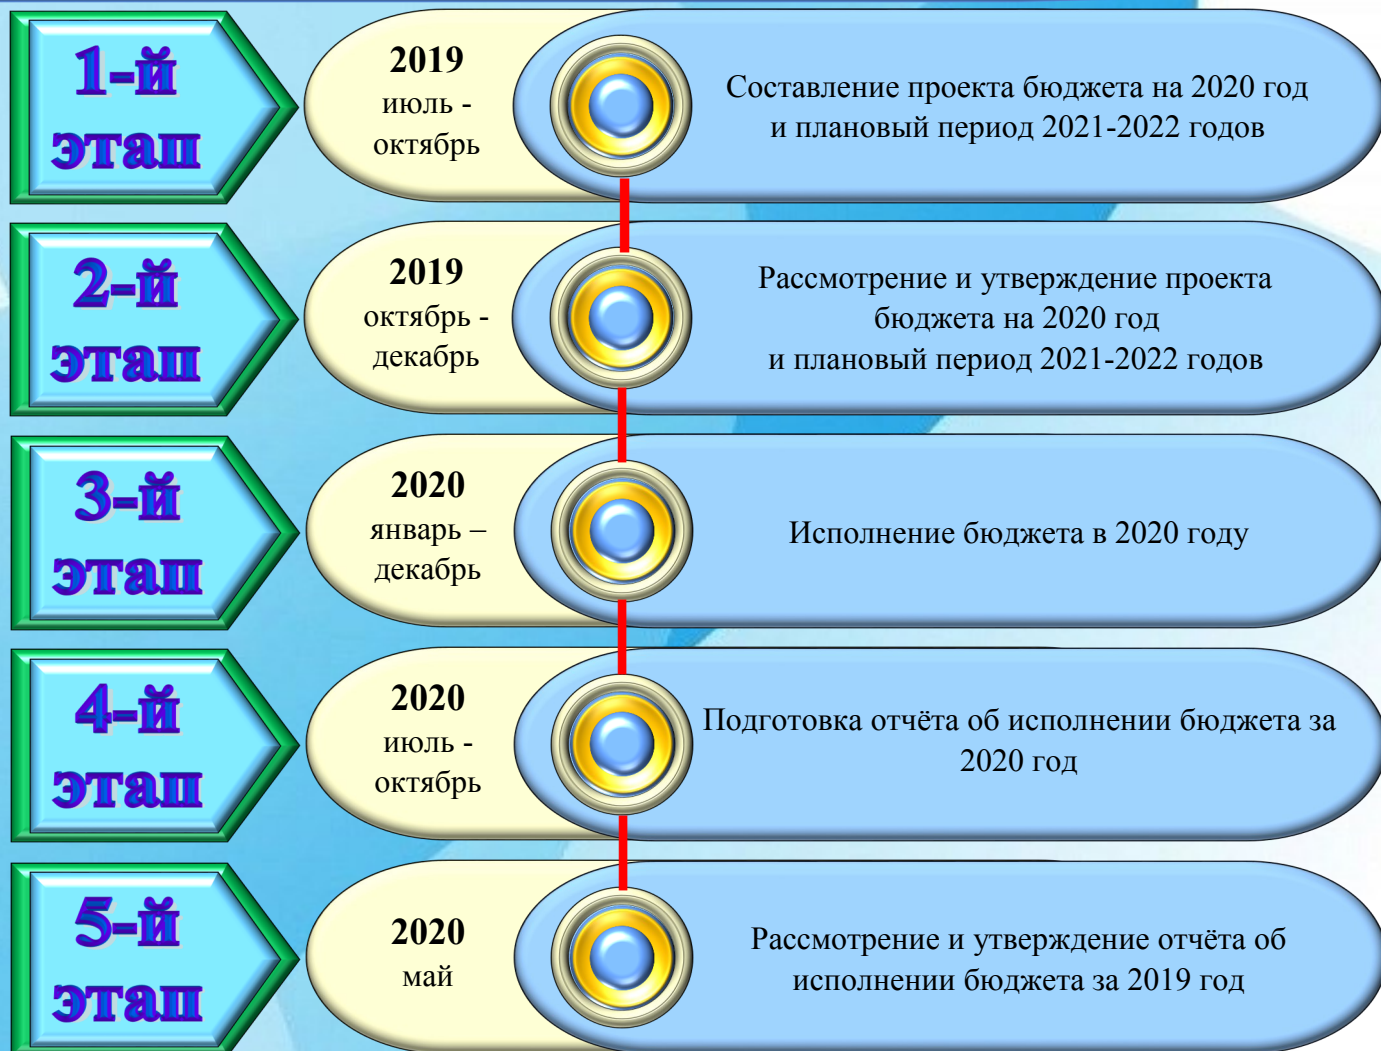 1-й
этап
2019
июль -
октябрь
Составление проекта бюджета на 2020 год
и плановый период 2021-2022 годов
2-й
этап
2019
октябрь -
декабрь
Рассмотрение и утверждение проекта
бюджета на 2020 год
и плановый период 2021-2022 годов
3-й
этап
2020
январь –
декабрь
Исполнение бюджета в 2020 году
4-й
этап
2020
июль -
октябрь
Подготовка отчёта об исполнении бюджета за
2020 год
5-й
этап
2020
май
Рассмотрение и утверждение отчёта об
исполнении бюджета за 2019 год